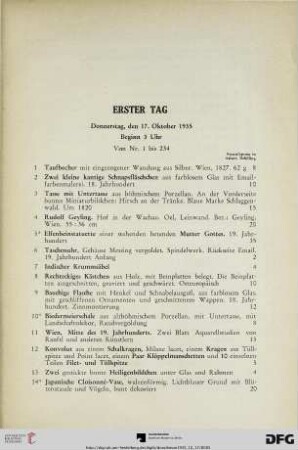 ERSTER TAG
Donnerstag, den 17. Oktober 1935
Beginn 3 Uhr
Von Nr. 1 bis 234
1 Taufbecher mit eingezogener Wandung aus Silber. Wien, 1827. 62 g 8
2 Zwei kleine kantige Schnapsfläschchen aus farblosem Glas mit Email-
farbenmalerei. 18. Jahrhundert 10
3 Tasse mit Untertasse aus altböhmischem Porzellan. An der Vorderseite
buntes Miniaturbildchen: Hirsch an der Tränke. Blaue Marke Schlaggen-
wald. Um 1820 15
4 Rudolf Geyling. Hof in der Wachau. Oel, Leinwand. Bez.: Geyling,
Wien. 55 : 36 cm 20
5* Elfenbeinstatuette einer stehenden betenden Mutter Gottes. 19. Jahr-
hundert 35
6 Taschenuhr. Gehäuse Messing vergoldet. Spindelwerk. Rückseite Email.
19. Jahrhundert Anfang 2
7 Indischer Krummsäbel 4
8 Rechteckiges Kästchen aus Holz, mit Beinplatten belegt. Die Beinplat-
ten ausgeschnitten, graviert und geschwärzt. Osteuropäisch 10
9 Bauchige Flasche mit Henkel und Schnabelausguß, aus farblosem Glas,
mit geschliffenen Ornamenten und geschnittenem Wappen. 18. Jahr-
hundert. Zinnmontierung 12
10* Biedermeierschale aus altböhmischem Porzellan, mit Untertasse, mit
Landschaftsdekor, Randvergoldung 8
11 Wien, Mitte des 19. Jahrhunderts. Zwei Blatt Aquarellstudien von
Raufti und anderen Künstlern 10
12 Konvolut aus einem Schalkragen, Milano lacet, einem Kragen aus Tüll-
spitze und Point lacet, einem Paar Klöppelmanschetten und 10 einzelnen
Teilen Filet- und Tüllspitze 5
13 Zwei gestickte bunte Heiligenbildchen unter Glas und Rahmen 4
14* Japanische Cloisonné-Vase, walzenförmig. Lichtblauer Grund mit Blü-
tenstaude und Vögeln, bunt dekoriert 20